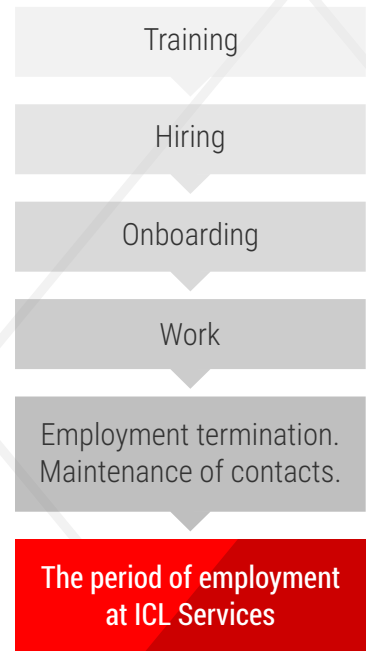 Training
Hiring
Onboarding
Work
Employment termination.
Maintenance of contacts.
The period of employment
at ICL Services